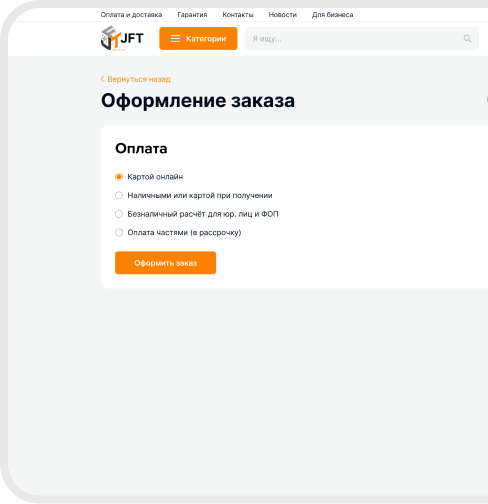 Оплата и доставка Гарантия Контакты Новости Для бизнеса
JFT Категории Я ищу...
Вернуться назад
Оформление заказа
Оплата
Картой онлайн
Наличными или картой при получении
Безналичный расчёт для юр. лиц и ФОП
Оплата частями (в рассрочку)
Оформить заказ